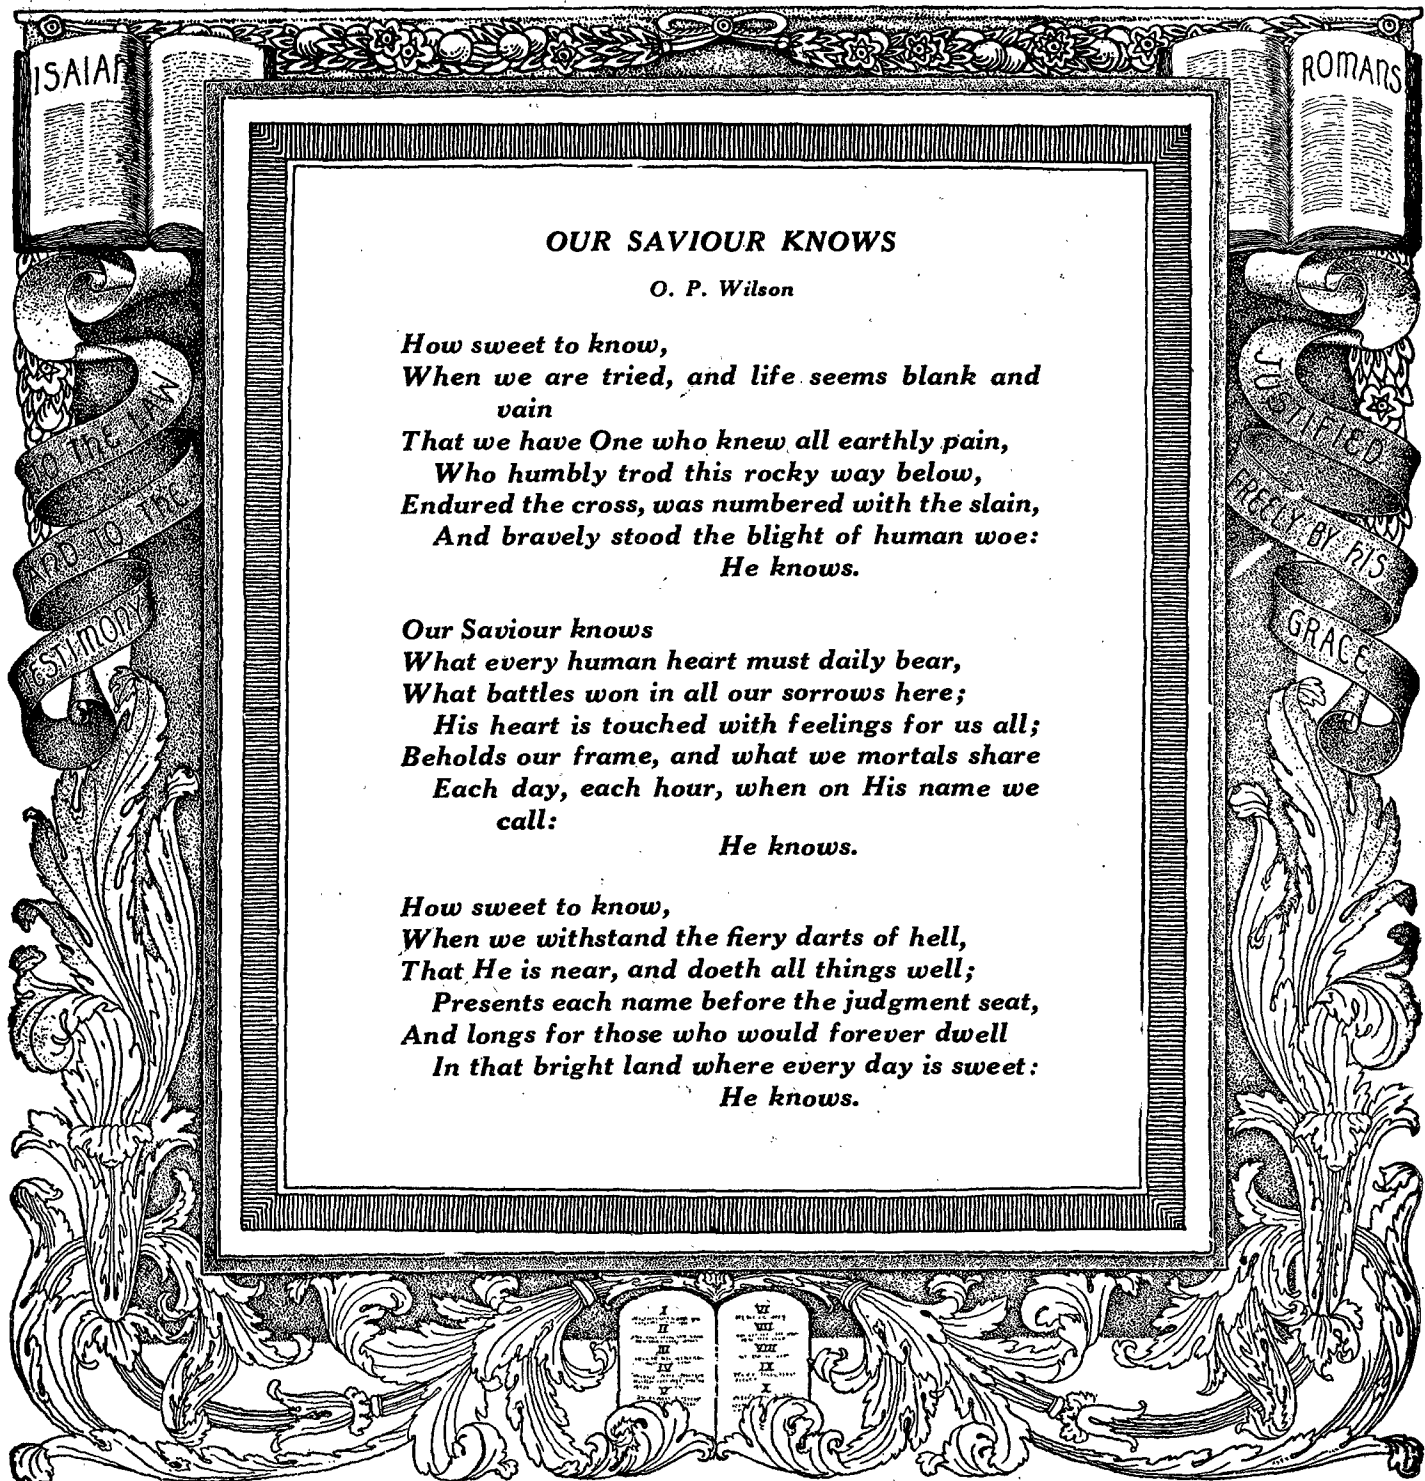 ISAIAH
ROMANS
OUR SAVIOUR KNOWS
O. P. Wilson
How sweet to know,
When we are tried, and life seems blank and
vain
That we have One who knew all earthly pain,
Who humbly trod this rocky way below,
Endured the cross, was numbered with the slain,
And bravely stood the blight of human woe:
He knows.
Our Saviour knows
What every human heart must daily bear,
What battles won in all our sorrows here;
His heart is touched with feelings for us all;
Beholds our frame, and what we mortals share
Each day, each hour, when on His name we
call:
He knows.
How sweet to know,
When we withstand the fiery darts of hell,
That He is near, and doeth all things well;
Presents each name before the judgment seat,
And longs for those who would forever dwell
In that bright land where every day is sweet:
He knows.
TO THE LAW
AND TO THE
TESTIMONY
JUSTIFIED
FREELY BY HIS
GRACE
I
II
III
IV
V
VI
VII
VIII
IX
X